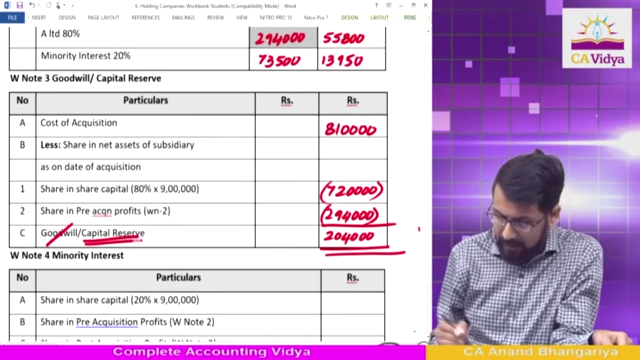 6. Holding Companies Workbook Students [Compatibility Mode] - Word
FILE HOME INSERT DESIGN PAGE LAYOUT REFERENCES MAILINGS REVIEW VIEW NITRO PRO 11 Nitro Pro 7 DESIGN LAYOUT PENS
A ltd 80% 294000 55800
Minority Interest 20% 73500 13950
W Note 3 Goodwill/ Capital Reserve
No Particulars Rs. Rs.
A Cost of Acquisition 810000
B Less: Share in net assets of subsidiary
as on date of acquisition
1 Share in share capital (80% x 9,00,000) (720000)
2 Share in Pre acqn profits (wn-2) (294000)
C Goodwill/Capital Reserve 204000
W Note 4 Minority Interest
No Particulars Rs.
A Share in share capital (20% x 9,00,000)
B Share in Pre Acquisition Profits (W Note 2)
CA Vidya
Complete Accounting Vidya
CA Anand Bhangariya